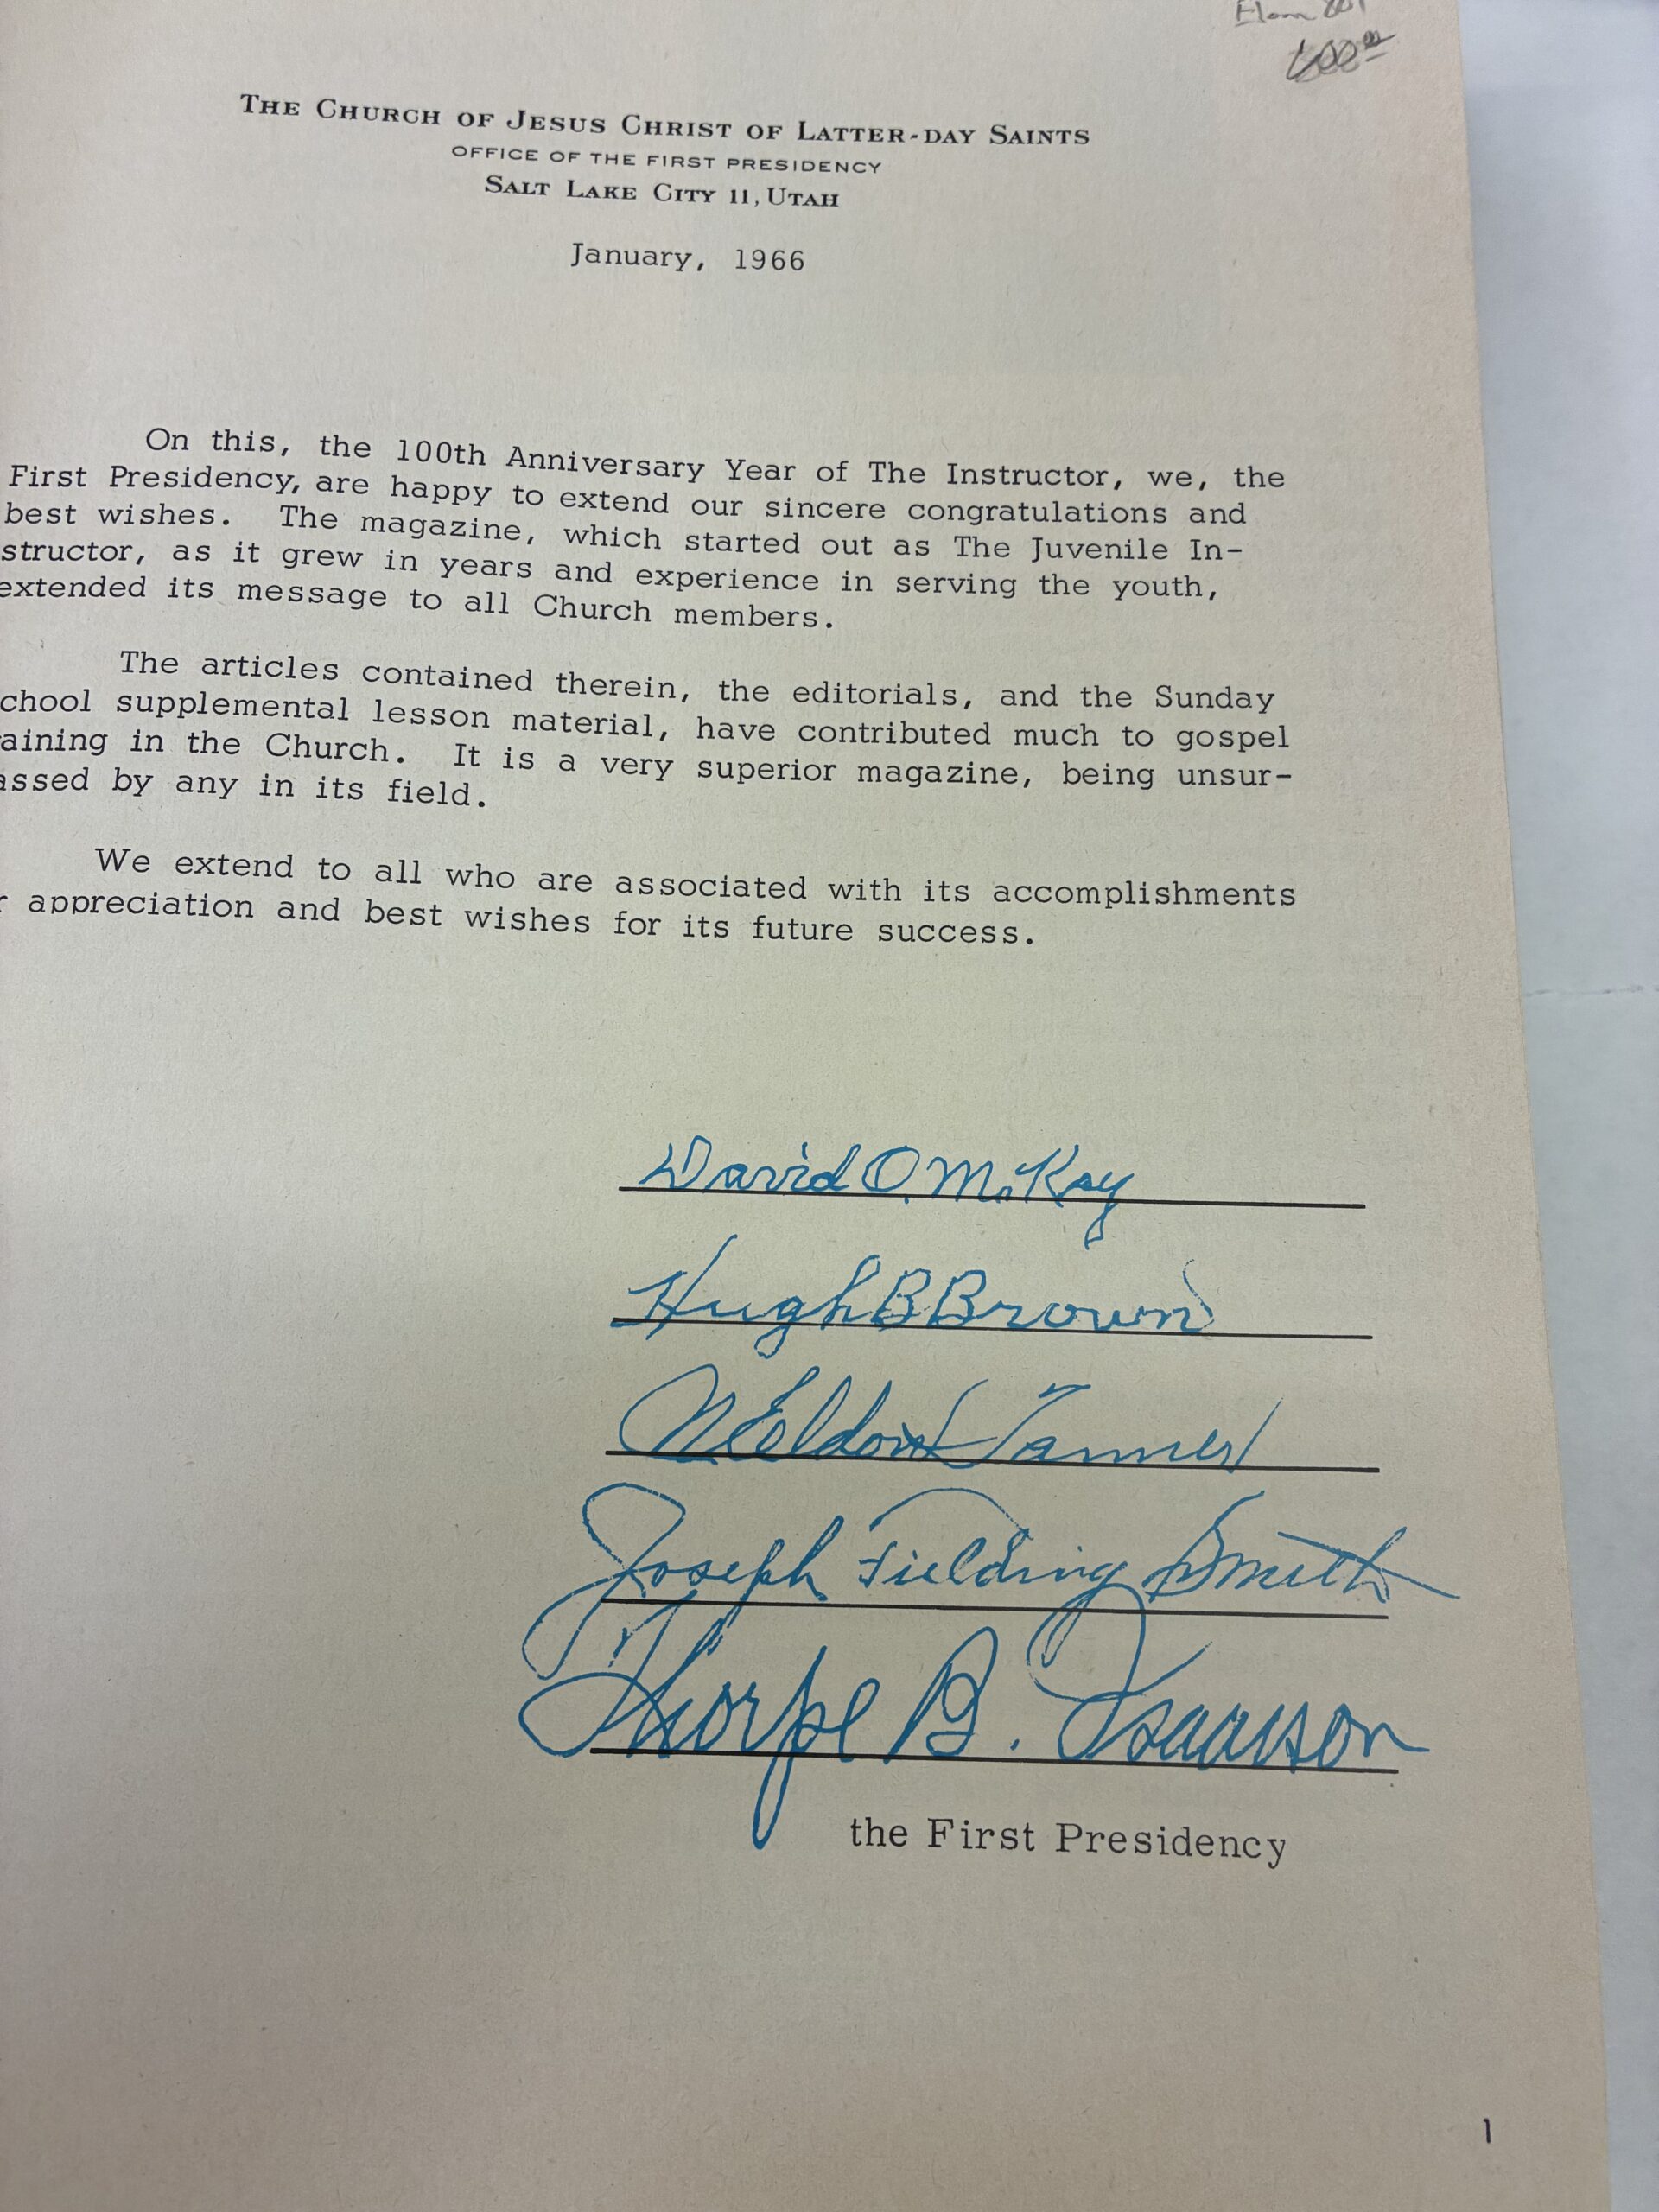 THE CHURCH OF JESUS CHRIST OF LATTER-DAY SAINTS
OFFICE OF THE FIRST PRESIDENCY
SALT LAKE CITY 11, UTAH
January, 1966
On this, the 100th Anniversary Year of The Instructor, we, the
First Presidency, are happy to extend our sincere congratulations and
best wishes. The magazine, which started out as The Juvenile In-
structor, as it grew in years and experience in serving the youth,
extended its message to all Church members.
The articles contained therein, the editorials, and the Sunday
chool supplemental lesson material, have contributed much to gospel
aining in the Church. It is a very superior magazine, being unsur-
assed by any in its field.
We extend to all who are associated with its accomplishments
r appreciation and best wishes for its future success.
David O. McKay
Hugh B Brown
N Eldon Tanner
Joseph Fielding Smith
Thorpe B. Isaacson
the First Presidency
1